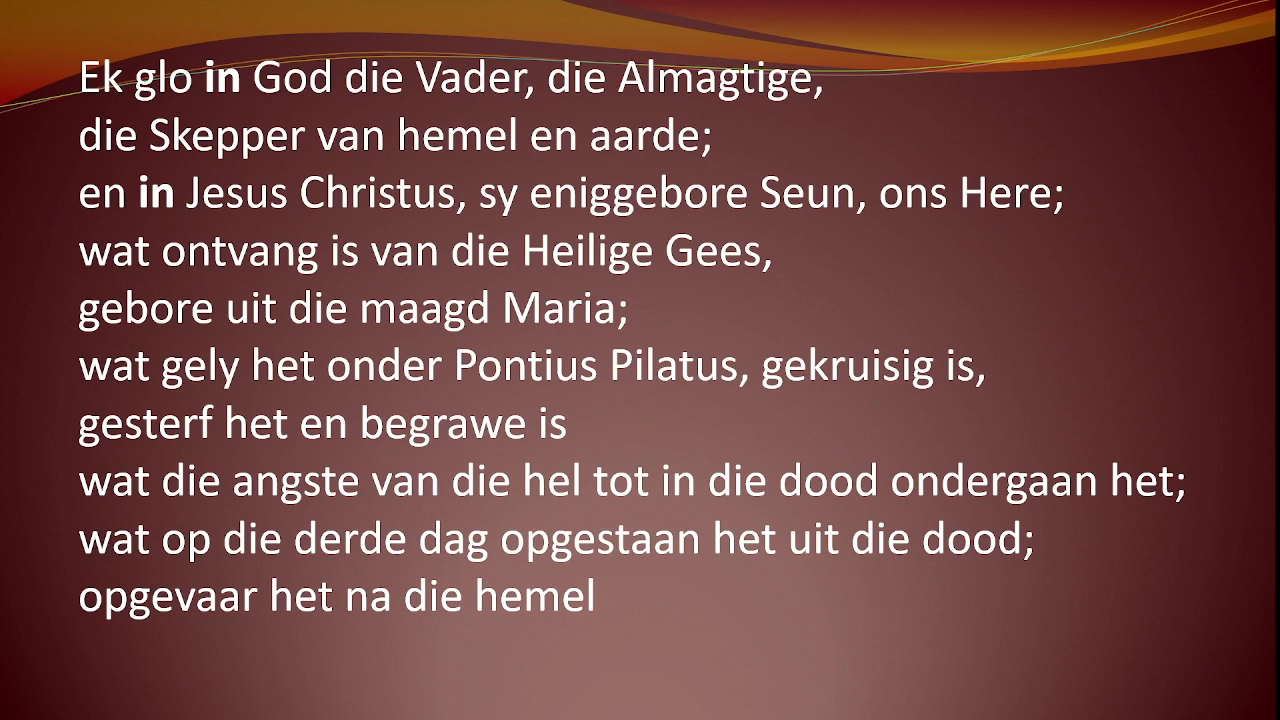 Ek glo in God die Vader, die Almagtige,
die Skepper van hemel en aarde;
en in Jesus Christus, sy eniggebore Seun, ons Here;
wat ontvang is van die Heilige Gees,
gebore uit die maagd Maria;
wat gely het onder Pontius Pilatus, gekruisig is,
gesterf het en begrawe is
wat die angste van die hel tot in die dood ondergaan het;
wat op die derde dag opgestaan het uit die dood;
opgevaar het na die hemel